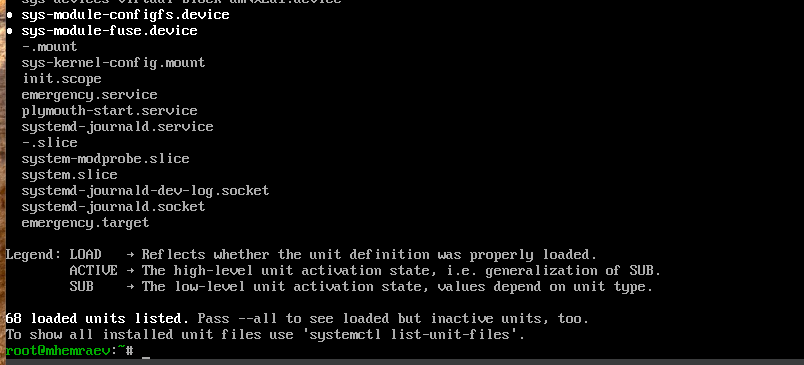 ● sys-module-configfs.device
● sys-module-fuse.device
-.mount
sys-kernel-config.mount
init.scope
emergency.service
plymouth-start.service
systemd-journald.service
-.slice
system-modprobe.slice
system.slice
systemd-journald-dev-log.socket
systemd-journald.socket
emergency.target
Legend: LOAD → Reflects whether the unit definition was properly loaded.
ACTIVE → The high-level unit activation state, i.e. generalization of SUB.
SUB → The low-level unit activation state, values depend on unit type.
68 loaded units listed. Pass --all to see loaded but inactive units, too.
To show all installed unit files use 'systemctl list-unit-files'.
root@mhemraev:~# _